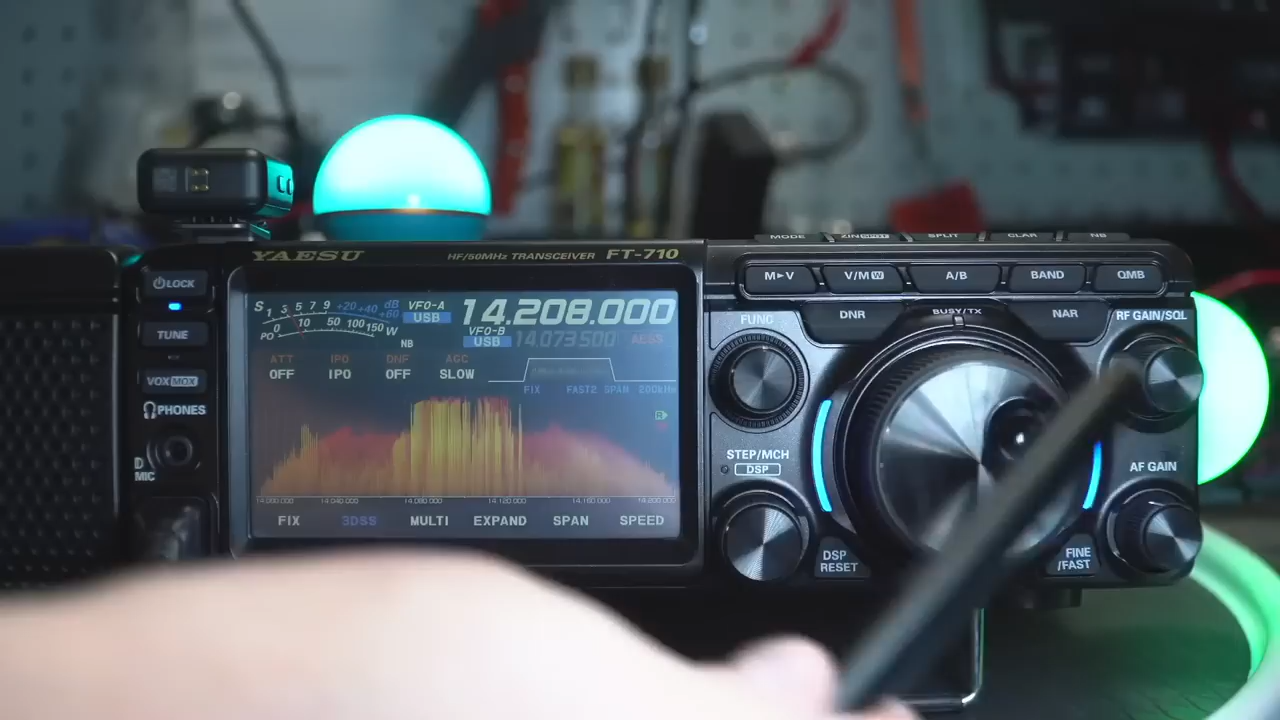 MODE ZIN SPOT SPLIT CLAR NB
YAESU HF/50MHz TRANSCEIVER FT-710
M►V V/M W A/B BAND QMB
LOCK
TUNE
VOX MOX
PHONES
MIC
S 1 3 5 7 9 +20 +40 +60 dB
PO 0 10 50 100 150 W
VFO-A
USB
14.208.000
VFO-B
USB
14.073.500
AESS
NB
ATT IPO DNF AGC
OFF IPO OFF SLOW
FIX FAST2 SPAN 200kHz
14.040.000 14.080.000 14.120.000 14.160.000 14.200.000
FIX 3DSS MULTI EXPAND SPAN SPEED
DNR BUSY/TX NAR
FUNC
RF GAIN/SQL
STEP/MCH
DSP
AF GAIN
DSP
RESET
FINE
/FAST